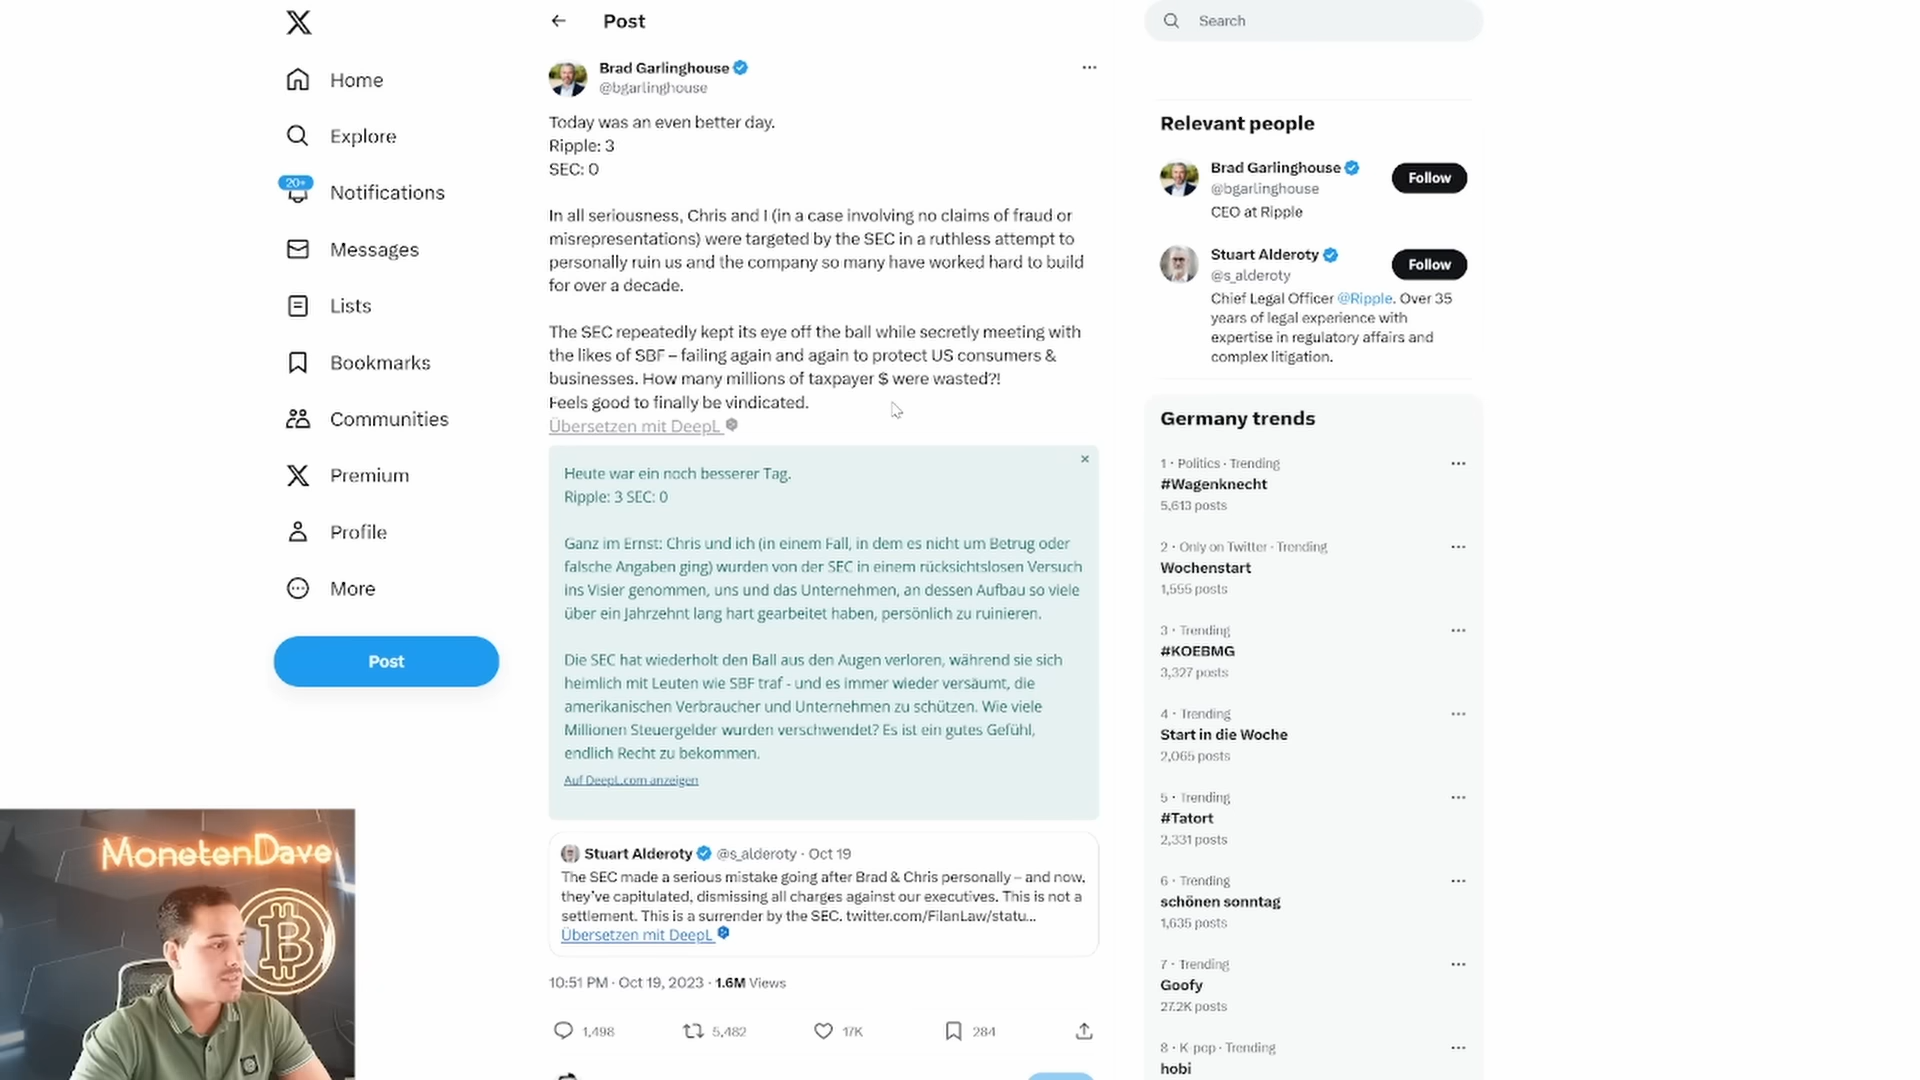 Home
Explore
20+
Notifications
Messages
Lists
Bookmarks
Communities
Premium
Profile
More
Post
Post
Brad Garlinghouse
@bgarlinghouse
Today was an even better day.
Ripple: 3
SEC: 0
In all seriousness, Chris and I (in a case involving no claims of fraud or
misrepresentations) were targeted by the SEC in a ruthless attempt to
personally ruin us and the company so many have worked hard to build
for over a decade.
The SEC repeatedly kept its eye off the ball while secretly meeting with
the likes of SBF – failing again and again to protect US consumers &
businesses. How many millions of taxpayer $ were wasted?!
Feels good to finally be vindicated.
Übersetzen mit DeepL
Heute war ein noch besserer Tag.
Ripple: 3 SEC: 0
Ganz im Ernst: Chris und ich (in einem Fall, in dem es nicht um Betrug oder
falsche Angaben ging) wurden von der SEC in einem rücksichtslosen Versuch
ins Visier genommen, uns und das Unternehmen, an dessen Aufbau so viele
über ein Jahrzehnt lang hart gearbeitet haben, persönlich zu ruinieren.
Die SEC hat wiederholt den Ball aus den Augen verloren, während sie sich
heimlich mit Leuten wie SBF traf - und es immer wieder versäumt, die
amerikanischen Verbraucher und Unternehmen zu schützen. Wie viele
Millionen Steuergelder wurden verschwendet? Es ist ein gutes Gefühl,
endlich Recht zu bekommen.
Auf DeepL.com anzeigen
Stuart Alderoty @s_alderoty · Oct 19
The SEC made a serious mistake going after Brad & Chris personally – and now,
they've capitulated, dismissing all charges against our executives. This is not a
settlement. This is a surrender by the SEC. twitter.com/FilanLaw/statu...
Übersetzen mit DeepL
10:51 PM · Oct 19, 2023 · 1.6M Views
1,498 5,482 17K 284
Search
Relevant people
Brad Garlinghouse
@bgarlinghouse
Follow
CEO at Ripple
Stuart Alderoty
@s_alderoty
Follow
Chief Legal Officer @Ripple. Over 35
years of legal experience with
expertise in regulatory affairs and
complex litigation.
Germany trends
1 · Politics · Trending
#Wagenknecht
5,613 posts
2 · Only on Twitter · Trending
Wochenstart
1,555 posts
3 · Trending
#KOEBMG
3,327 posts
4 · Trending
Start in die Woche
2,065 posts
5 · Trending
#Tatort
2,331 posts
6 · Trending
schönen sonntag
1,635 posts
7 · Trending
Goofy
27.2K posts
8 · K-pop · Trending
hobi
MonetenDave